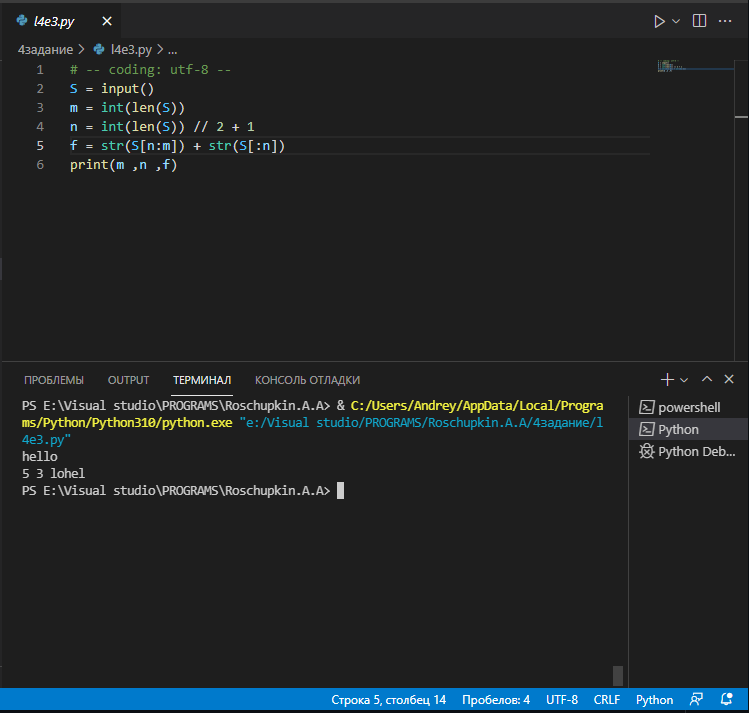 l4e3.py
4задание > l4e3.py > ...
1 # -- coding: utf-8 --
2 S = input()
3 m = int(len(S))
4 n = int(len(S)) // 2 + 1
5 f = str(S[n:m]) + str(S[:n])
6 print(m ,n ,f)
ПРОБЛЕМЫ OUTPUT ТЕРМИНАЛ КОНСОЛЬ ОТЛАДКИ
PS E:\Visual studio\PROGRAMS\Roschupkin.A.A> & C:/Users/Andrey/AppData/Local/Progra
ms/Python/Python310/python.exe "e:/Visual studio/PROGRAMS/Roschupkin.A.A/4задание/l
4e3.py"
hello
5 3 lohel
PS E:\Visual studio\PROGRAMS\Roschupkin.A.A>
powershell
Python
Python Deb...
Строка 5, столбец 14 Пробелов: 4 UTF-8 CRLF Python